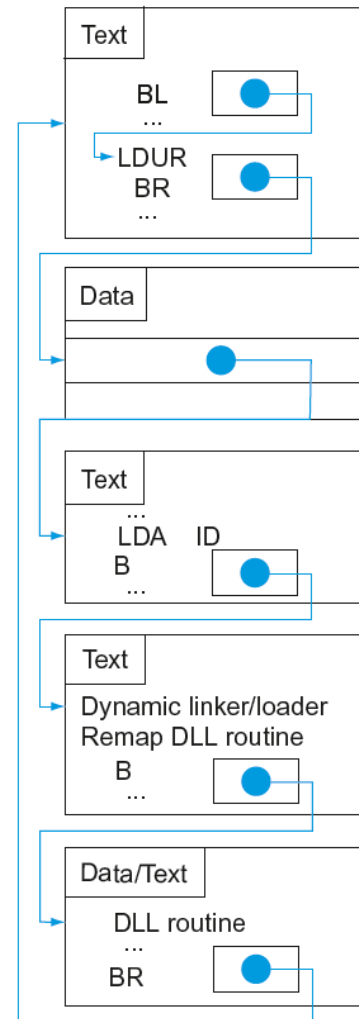 Text
BL
...
LDUR
BR
...
Data
Text
...
LDA ID
B
...
Text
Dynamic linker/loader
Remap DLL routine
B
...
Data/Text
DLL routine
...
BR